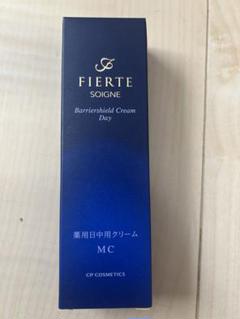 FIERTE
SOIGNE
Barriershield Cream
Day
薬用日中用クリーム
MC
CP COSMETICS